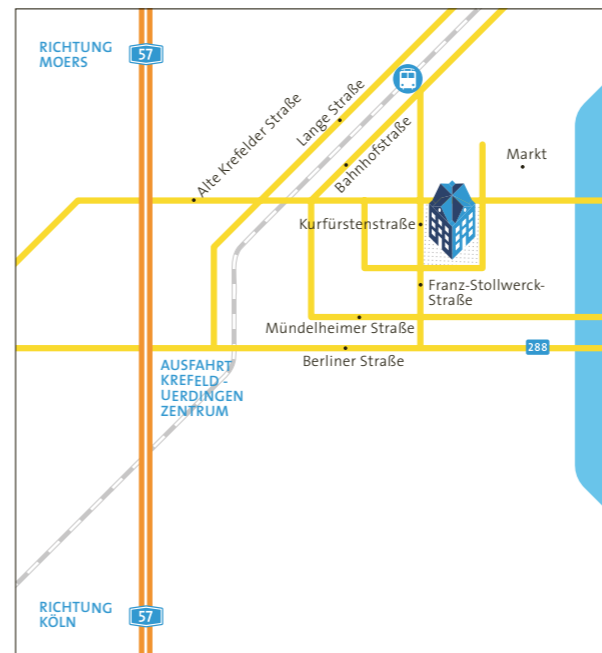 RICHTUNG
MOERS
57
Alte Krefelder Straße
Lange Straße
Bahnhofstraße
Markt
Kurfürstenstraße
Franz-Stollwerck-
Straße
Mündelheimer Straße
Berliner Straße
288
AUSFAHRT
KREFELD -
UERDINGEN
ZENTRUM
RICHTUNG
KÖLN
57